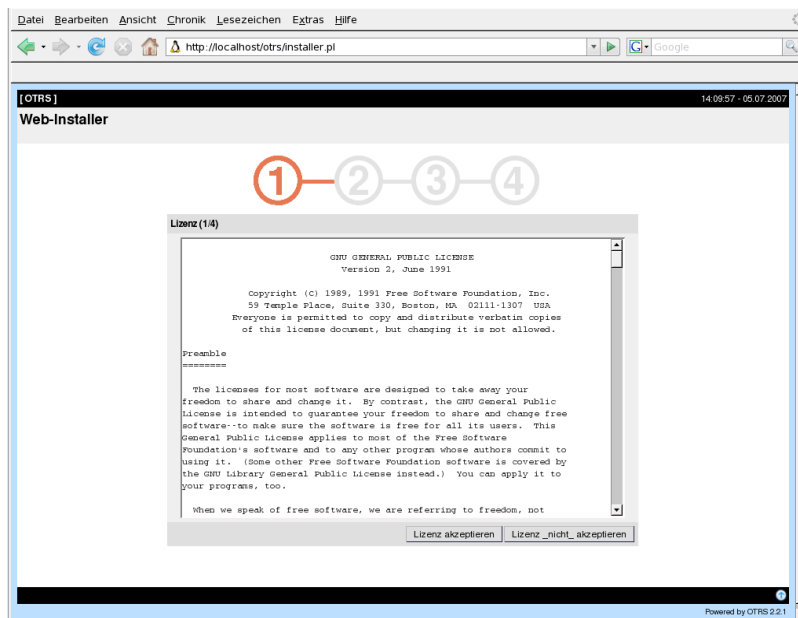 Datei Bearbeiten Ansicht Chronik Lesezeichen Extras Hilfe
http://localhost/otrs/installer.pl
G Google
[ OTRS ]
14:09:57 - 05.07.2007
Web-Installer
1 2 3 4
Lizenz (1/4)
GNU GENERAL PUBLIC LICENSE
Version 2, June 1991
Copyright (C) 1989, 1991 Free Software Foundation, Inc.
59 Temple Place, Suite 330, Boston, MA 02111-1307 USA
Everyone is permitted to copy and distribute verbatim copies
of this license document, but changing it is not allowed.
Preamble
========
The licenses for most software are designed to take away your
freedom to share and change it. By contrast, the GNU General Public
License is intended to guarantee your freedom to share and change free
software--to make sure the software is free for all its users. This
General Public License applies to most of the Free Software
Foundation's software and to any other program whose authors commit to
using it. (Some other Free Software Foundation software is covered by
the GNU Library General Public License instead.) You can apply it to
your programs, too.
When we speak of free software, we are referring to freedom, not
Lizenz akzeptieren
Lizenz _nicht_ akzeptieren
Powered by OTRS 2.2.1